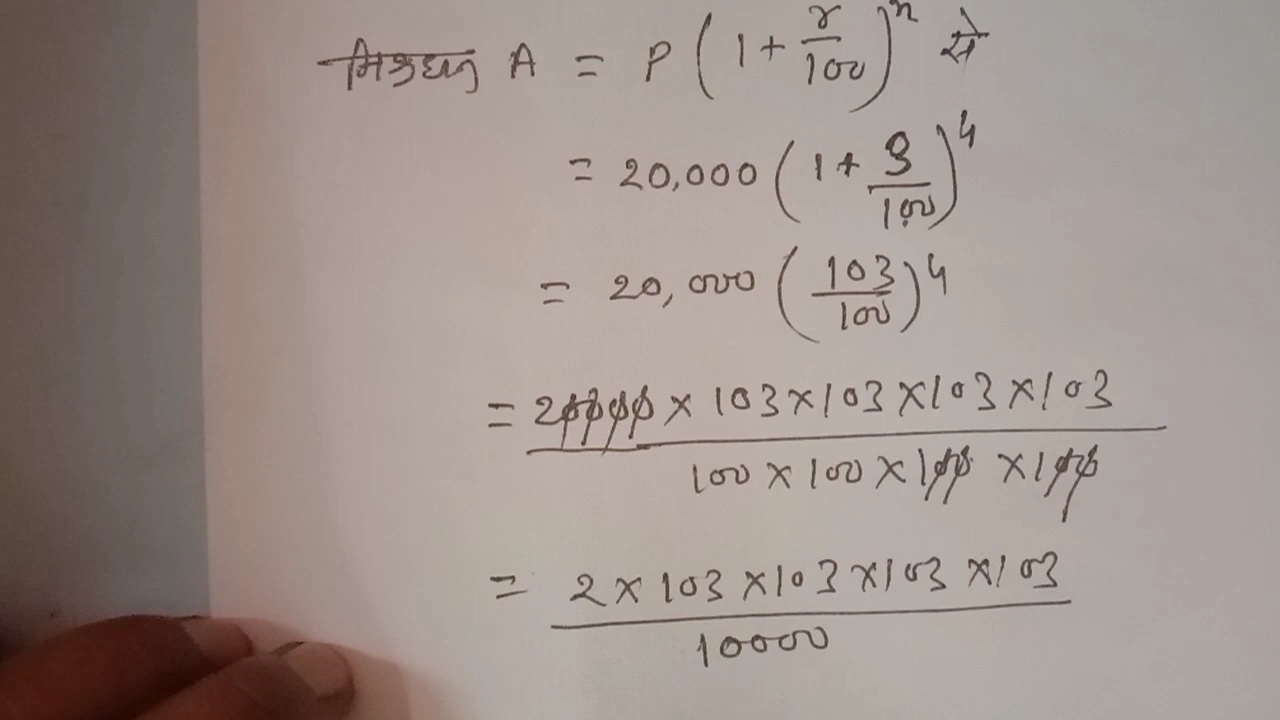 मिश्रधन A = P ( 1 + r/100 )^n से
= 20,000 ( 1 + 3/100 )^4
= 20,000 ( 103/100 )^4
= 20000 × 103 × 103 × 103 × 103
100 × 100 × 100 × 100
= 2 × 103 × 103 × 103 × 103
10000